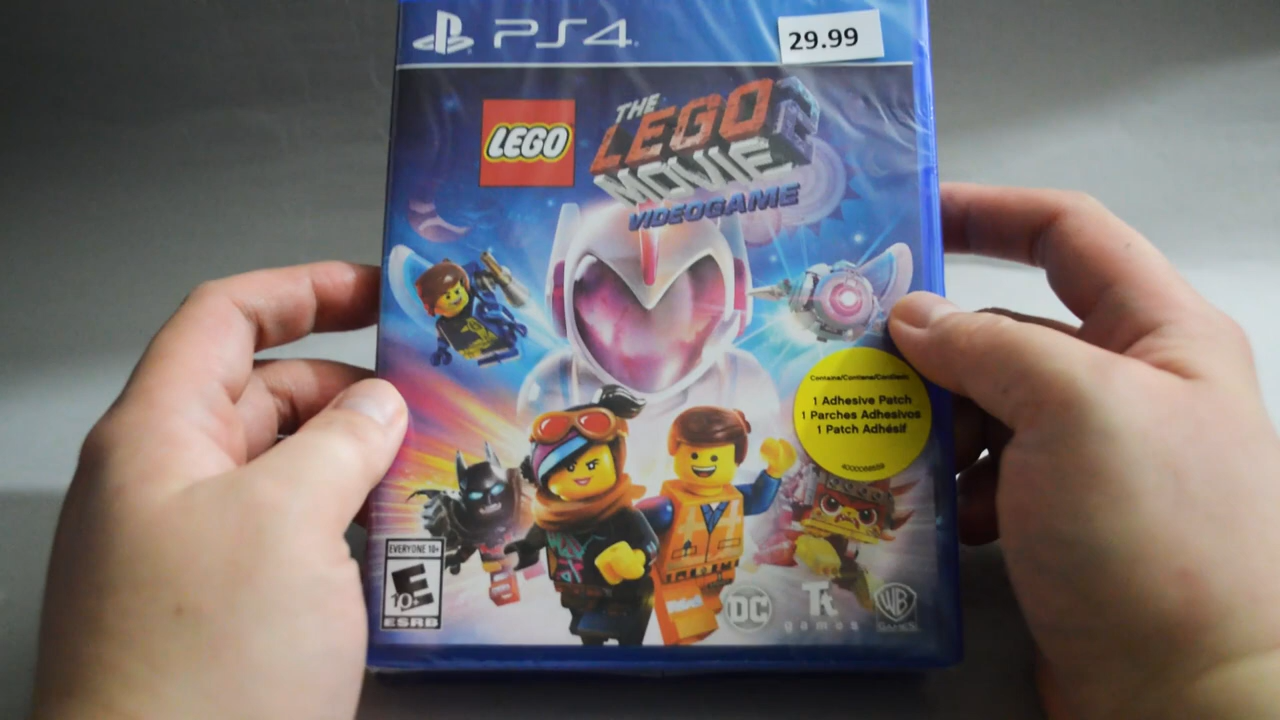 PS4
29.99
LEGO
THE
LEGO
MOVIE 2
VIDEOGAME
Contains/Contiene/Contient:
1 Adhesive Patch
1 Parches Adhesivos
1 Patch Adhésif
EVERYONE 10+
E
10+
ESRB
DC
TT
games
WB
GAMES